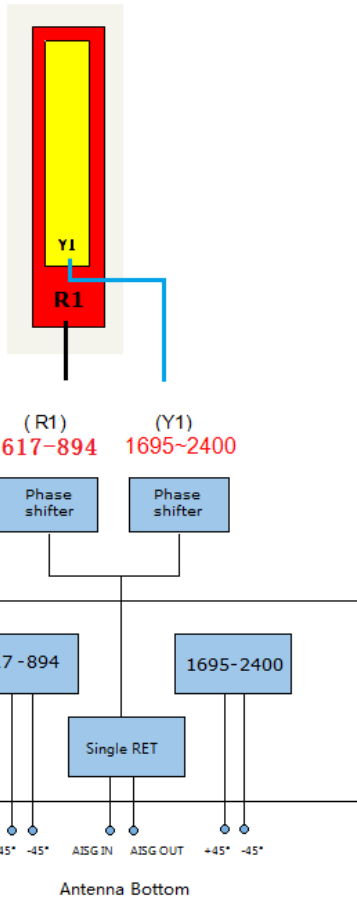 Y1
R1
(R1) (Y1)
617-894 1695~2400
Phase Phase
shifter shifter
7-894 1695-2400
Single RET
45° -45° AISG IN AISG OUT +45° -45°
Antenna Bottom